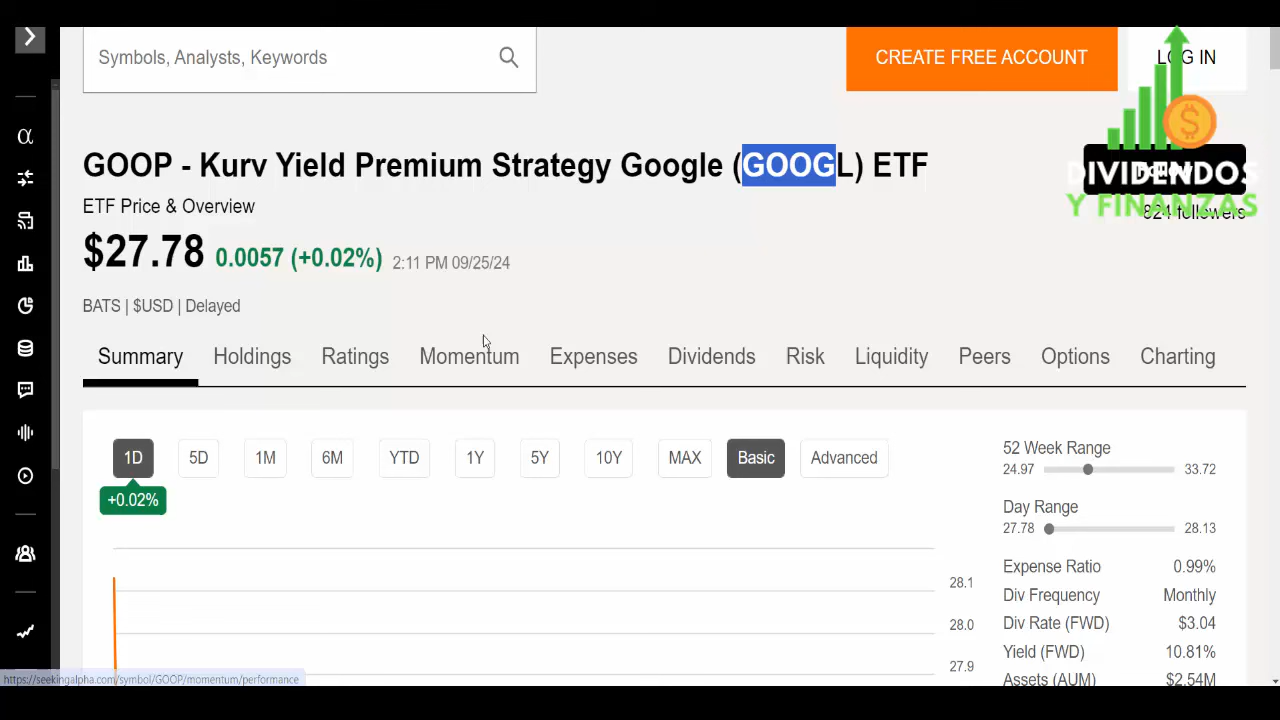 Symbols, Analysts, Keywords
CREATE FREE ACCOUNT
LOG IN
GOOP - Kurv Yield Premium Strategy Google (GOOGL) ETF
DIVIDENDOS
Y FINANZAS
824 followers
ETF Price & Overview
$27.78 0.0057 (+0.02%) 2:11 PM 09/25/24
BATS | $USD | Delayed
Summary Holdings Ratings Momentum Expenses Dividends Risk Liquidity Peers Options Charting
1D 5D 1M 6M YTD 1Y 5Y 10Y MAX Basic Advanced
+0.02%
28.1
28.0
27.9
52 Week Range
24.97 33.72
Day Range
27.78 28.13
Expense Ratio 0.99%
Div Frequency Monthly
Div Rate (FWD) $3.04
Yield (FWD) 10.81%
Assets (AUM) $2.54M
https://seekingalpha.com/symbol/GOOP/momentum/performance